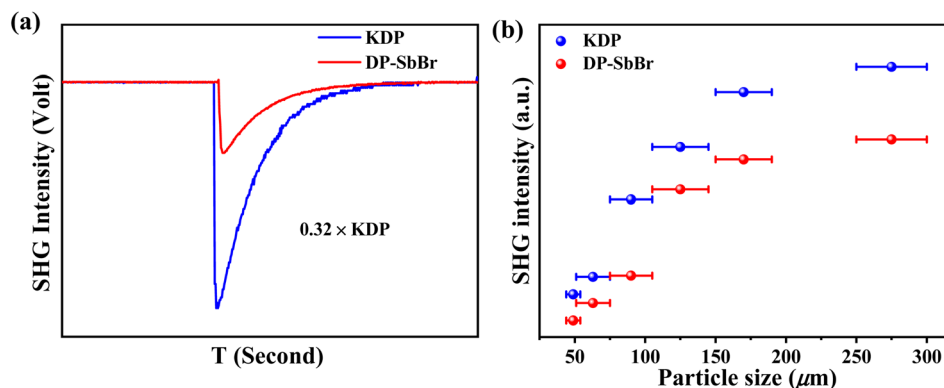 (a)
KDP
DP-SbBr
SHG Intensity (Volt)
0.32 × KDP
T (Second)
(b)
KDP
DP-SbBr
SHG intensity (a.u.)
50 100 150 200 250 300
Particle size (μm)